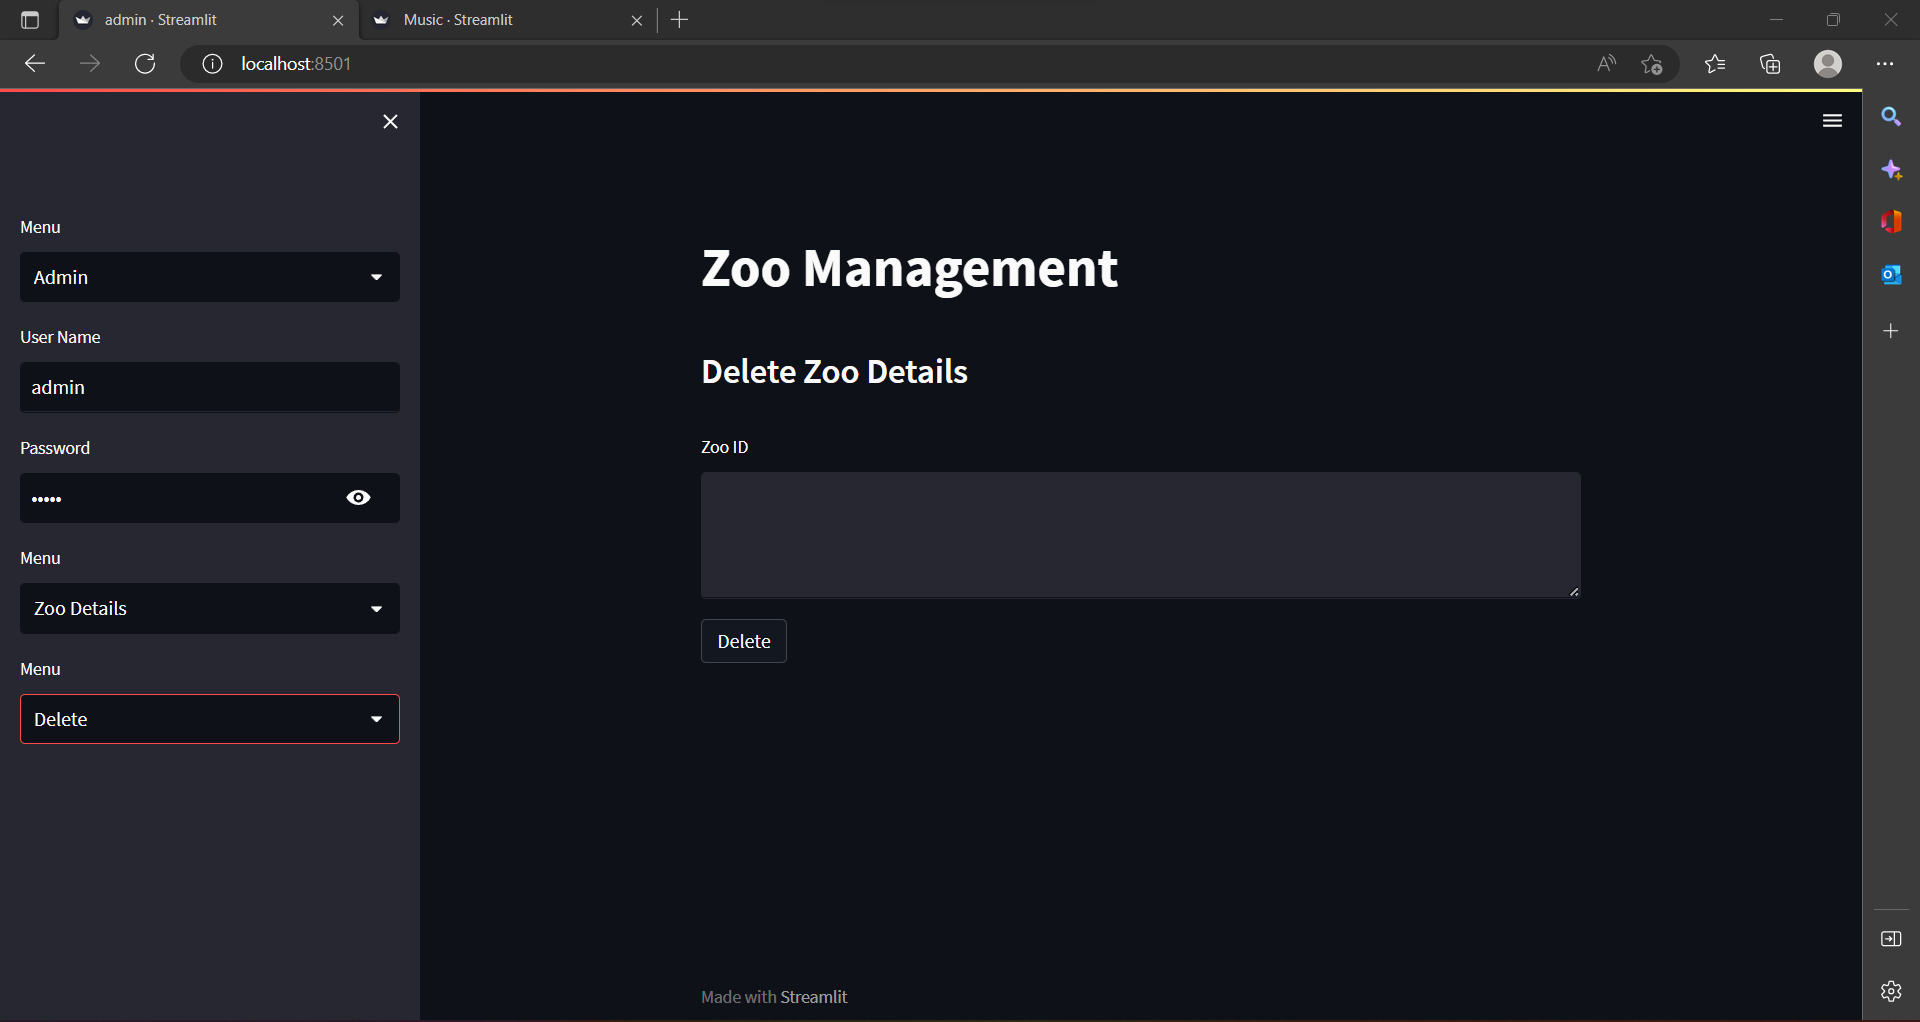 admin · Streamlit
Music · Streamlit
localhost:8501
Menu
Admin
User Name
admin
Password
•••••
Menu
Zoo Details
Menu
Delete
Zoo Management
Delete Zoo Details
Zoo ID
Delete
Made with Streamlit